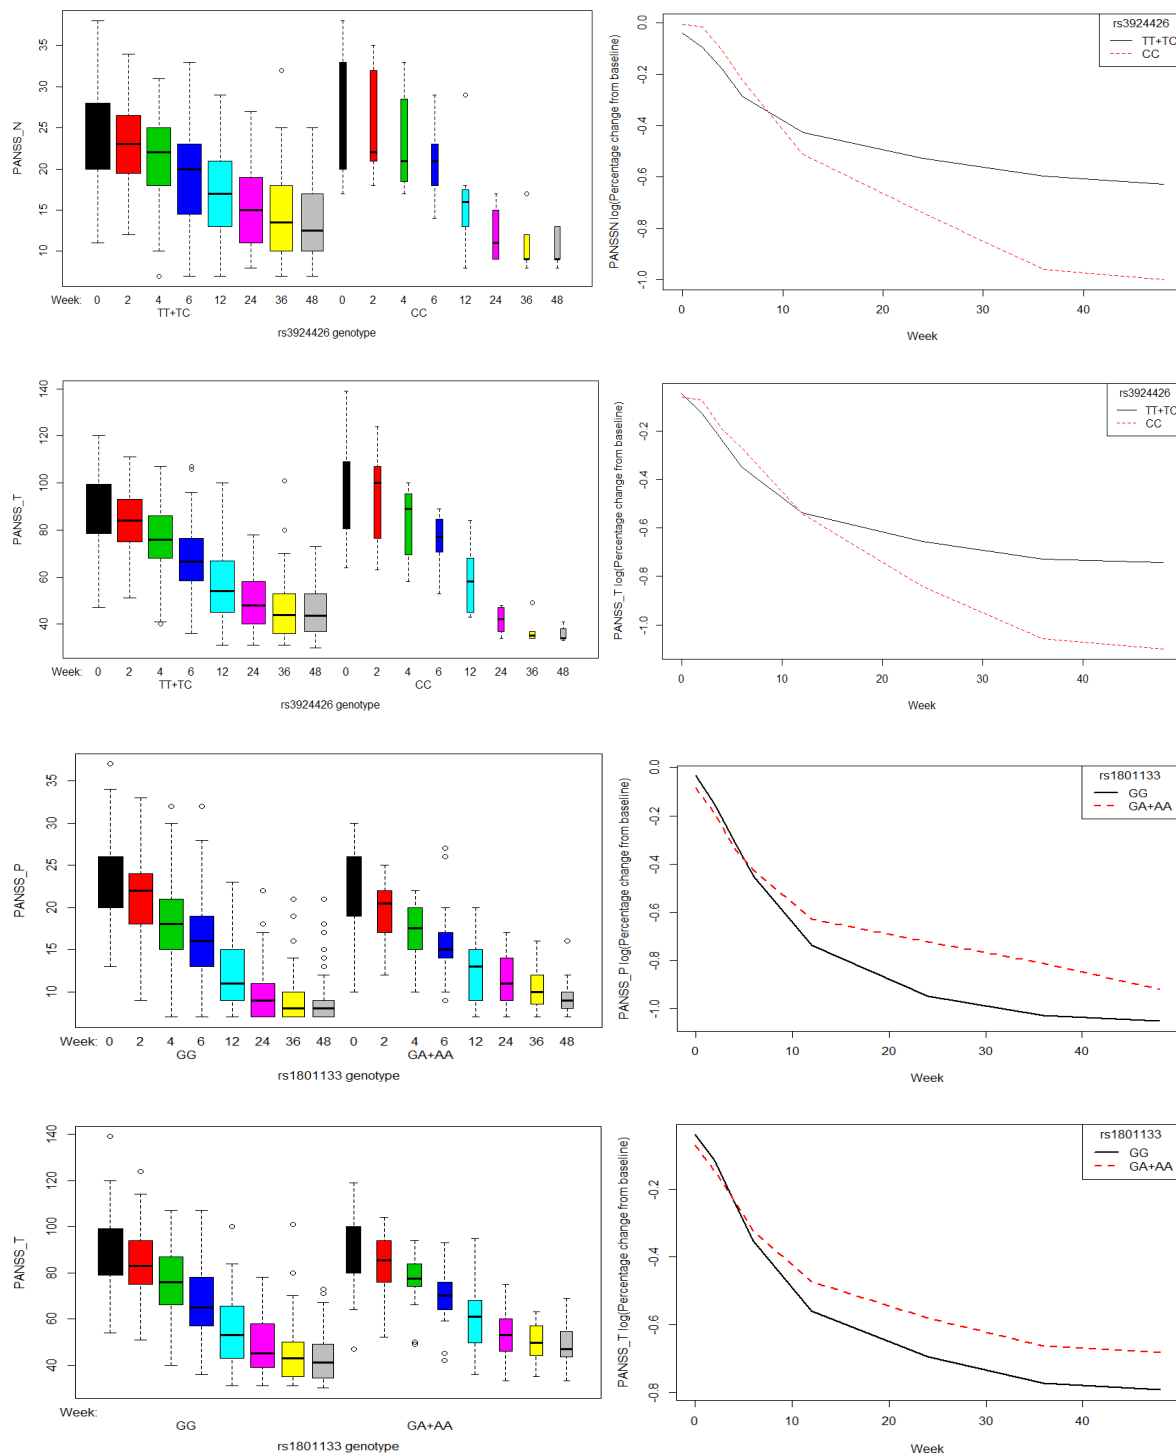 PANSS_N
35
30
25
20
15
10
Week: 0 2 4 6 12 24 36 48 0 2 4 6 12 24 36 48
TT+TC CC
rs3924426 genotype
PANSSN log(Percentage change from baseline)
0.0
-0.2
-0.4
-0.6
-0.8
-1.0
rs3924426
TT+TC
CC
0 10 20 30 40
Week
PANSS_T
140
120
100
80
60
40
Week: 0 2 4 6 12 24 36 48 0 2 4 6 12 24 36 48
TT+TC CC
rs3924426 genotype
PANSS_T log(Percentage change from baseline)
-0.2
-0.4
-0.6
-0.8
-1.0
rs3924426
TT+TC
CC
0 10 20 30 40
Week
PANSS_P
35
30
25
20
15
10
Week: 0 2 4 6 12 24 36 48 0 2 4 6 12 24 36 48
GG GA+AA
rs1801133 genotype
PANSS_P log(Percentage change from baseline)
0.0
-0.2
-0.4
-0.6
-0.8
-1.0
rs1801133
GG
GA+AA
0 10 20 30 40
Week
PANSS_T
140
120
100
80
60
40
Week:
GG GA+AA
rs1801133 genotype
PANSS_T log(Percentage change from baseline)
-0.2
-0.4
-0.6
-0.8
rs1801133
GG
GA+AA
0 10 20 30 40
Week